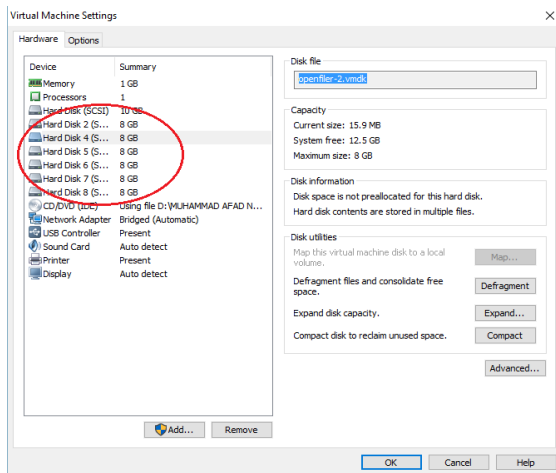 Virtual Machine Settings
Hardware Options
Device Summary
Memory 1 GB
Processors 1
Hard Disk (SCSI) 10 GB
Hard Disk 2 (S... 8 GB
Hard Disk 4 (S... 8 GB
Hard Disk 5 (S... 8 GB
Hard Disk 6 (S... 8 GB
Hard Disk 7 (S... 8 GB
Hard Disk 8 (S... 8 GB
CD/DVD (IDE) Using file D:\MUHAMMAD AFAD N...
Network Adapter Bridged (Automatic)
USB Controller Present
Sound Card Auto detect
Printer Present
Display Auto detect
Add... Remove
Disk file
openfiler-2.vmdk
Capacity
Current size: 15.9 MB
System free: 12.5 GB
Maximum size: 8 GB
Disk information
Disk space is not preallocated for this hard disk.
Hard disk contents are stored in multiple files.
Disk utilities
Map this virtual machine disk to a local
volume.
Map...
Defragment files and consolidate free
space.
Defragment
Expand disk capacity.
Expand...
Compact disk to reclaim unused space.
Compact
Advanced...
OK Cancel Help